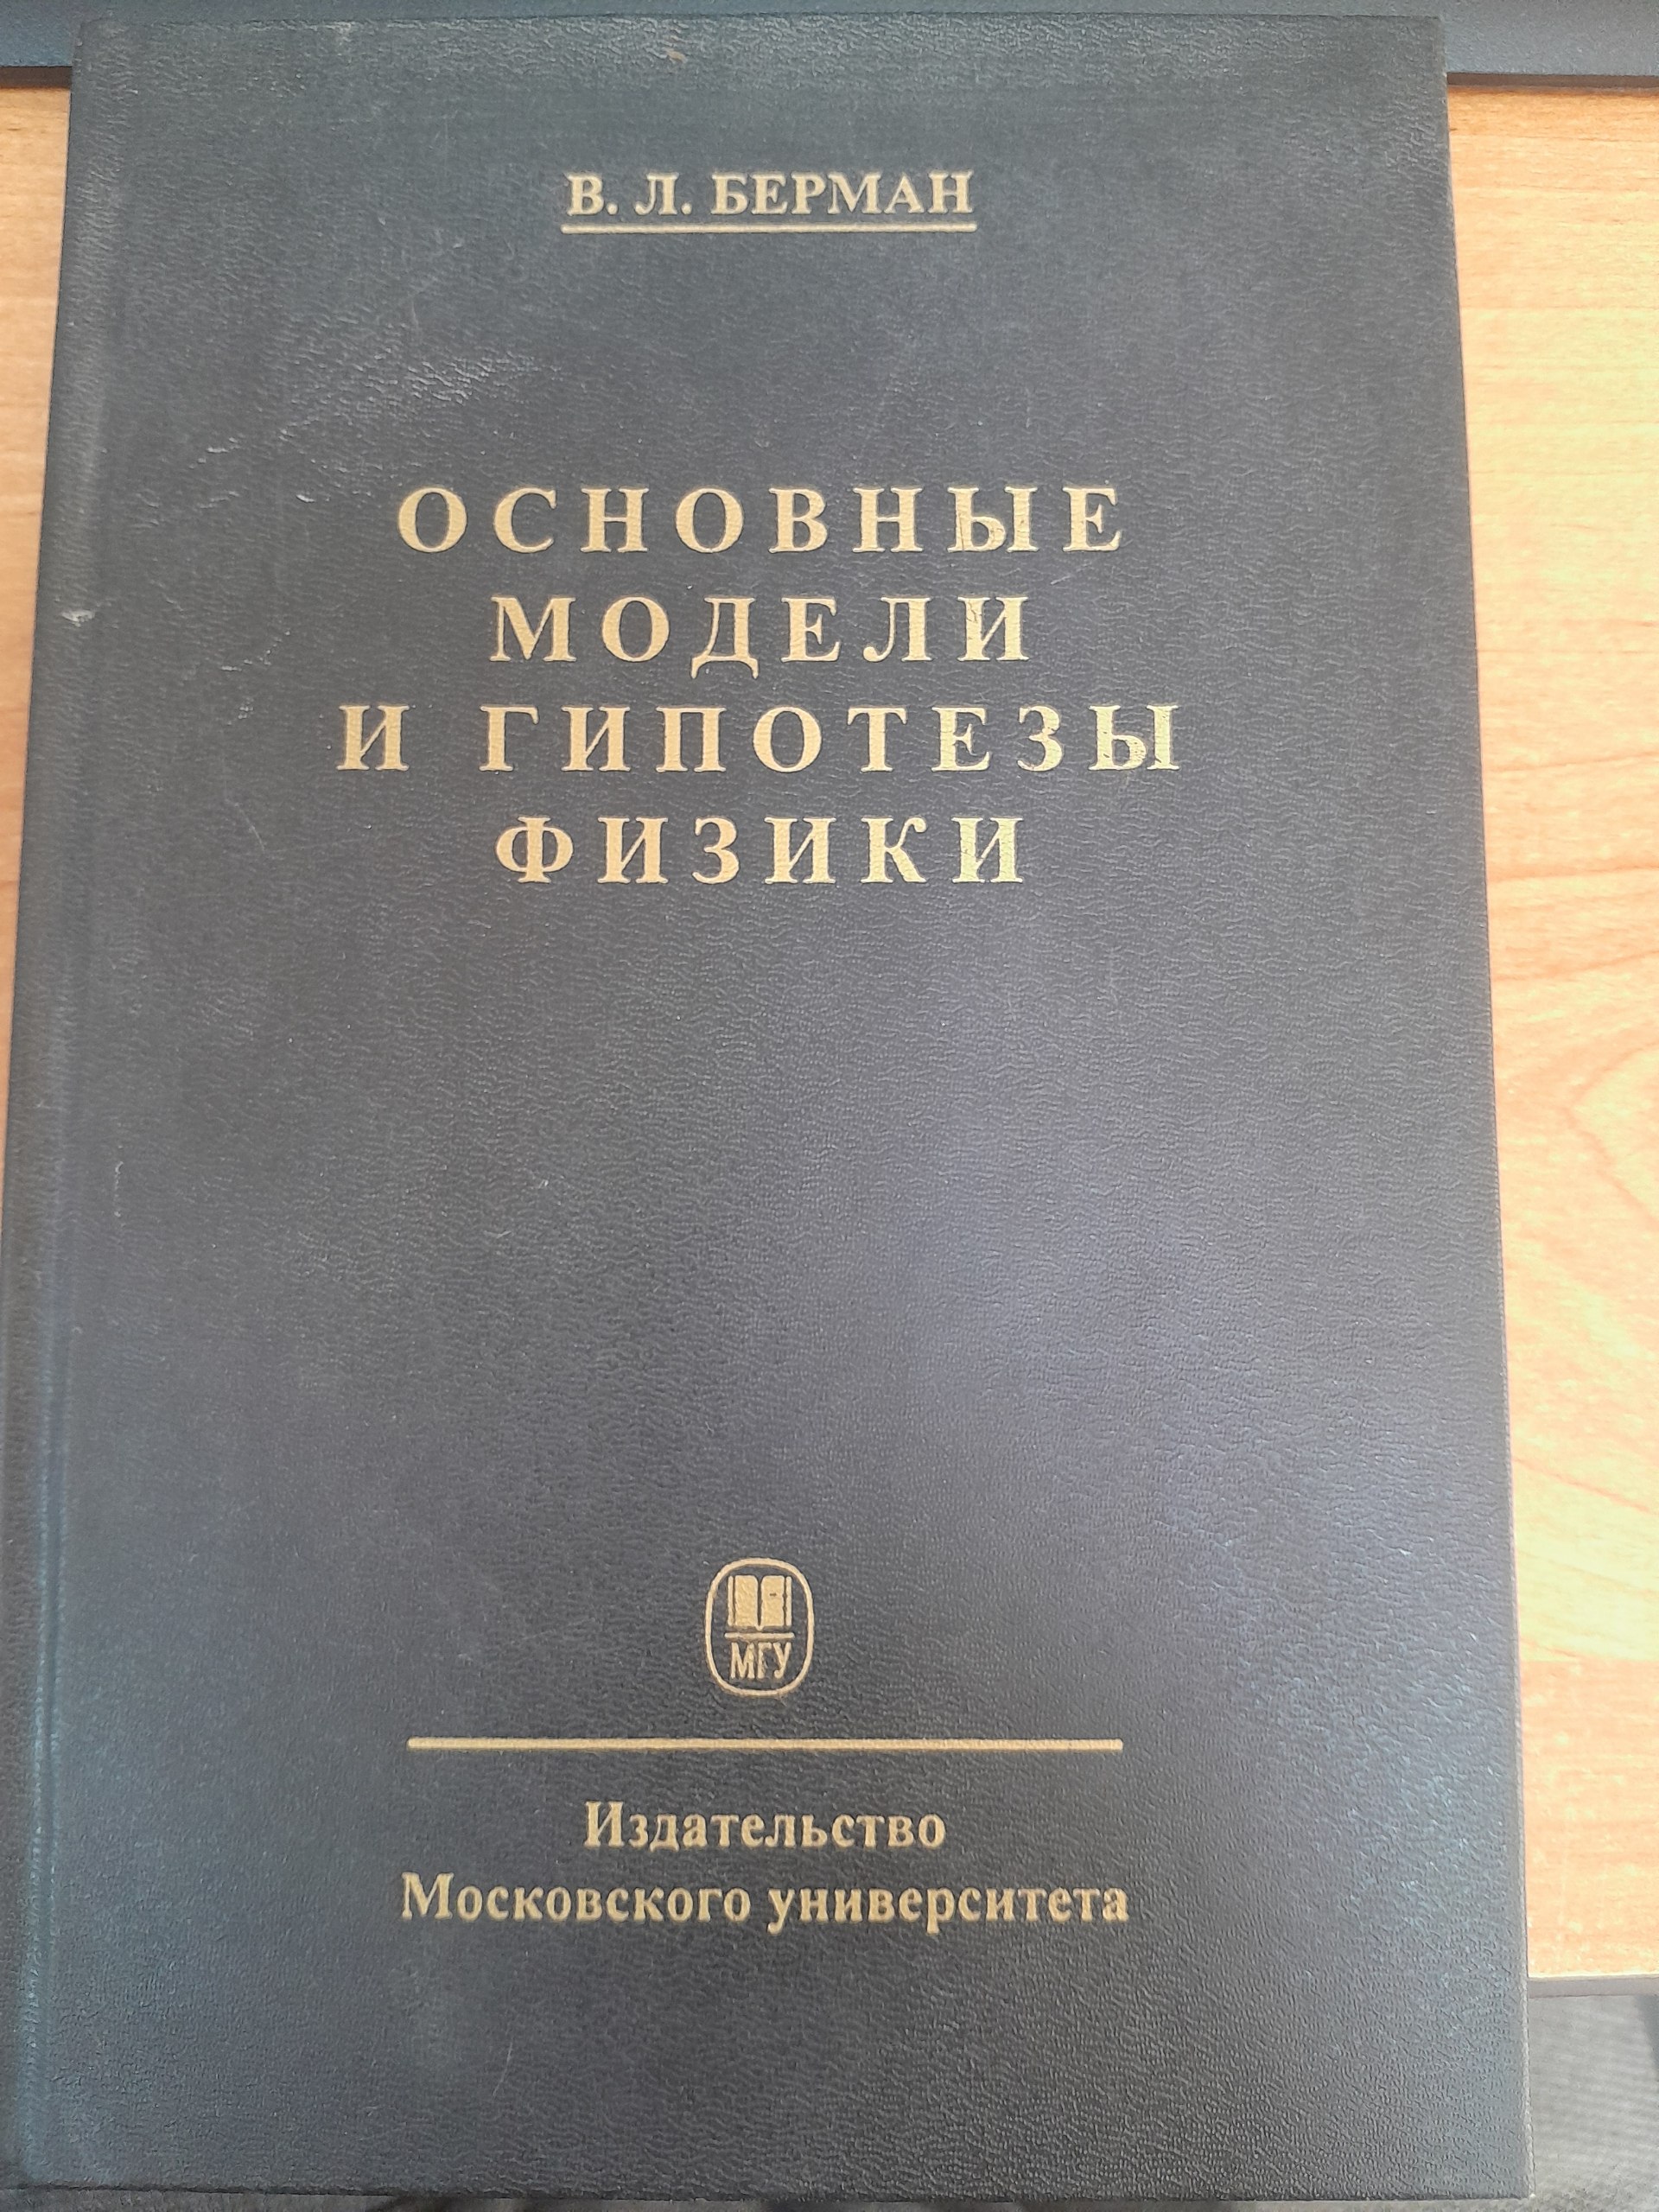 В. Л. БЕРМАН
ОСНОВНЫЕ
МОДЕЛИ
И ГИПОТЕЗЫ
ФИЗИКИ
МГУ
Издательство
Московского университета